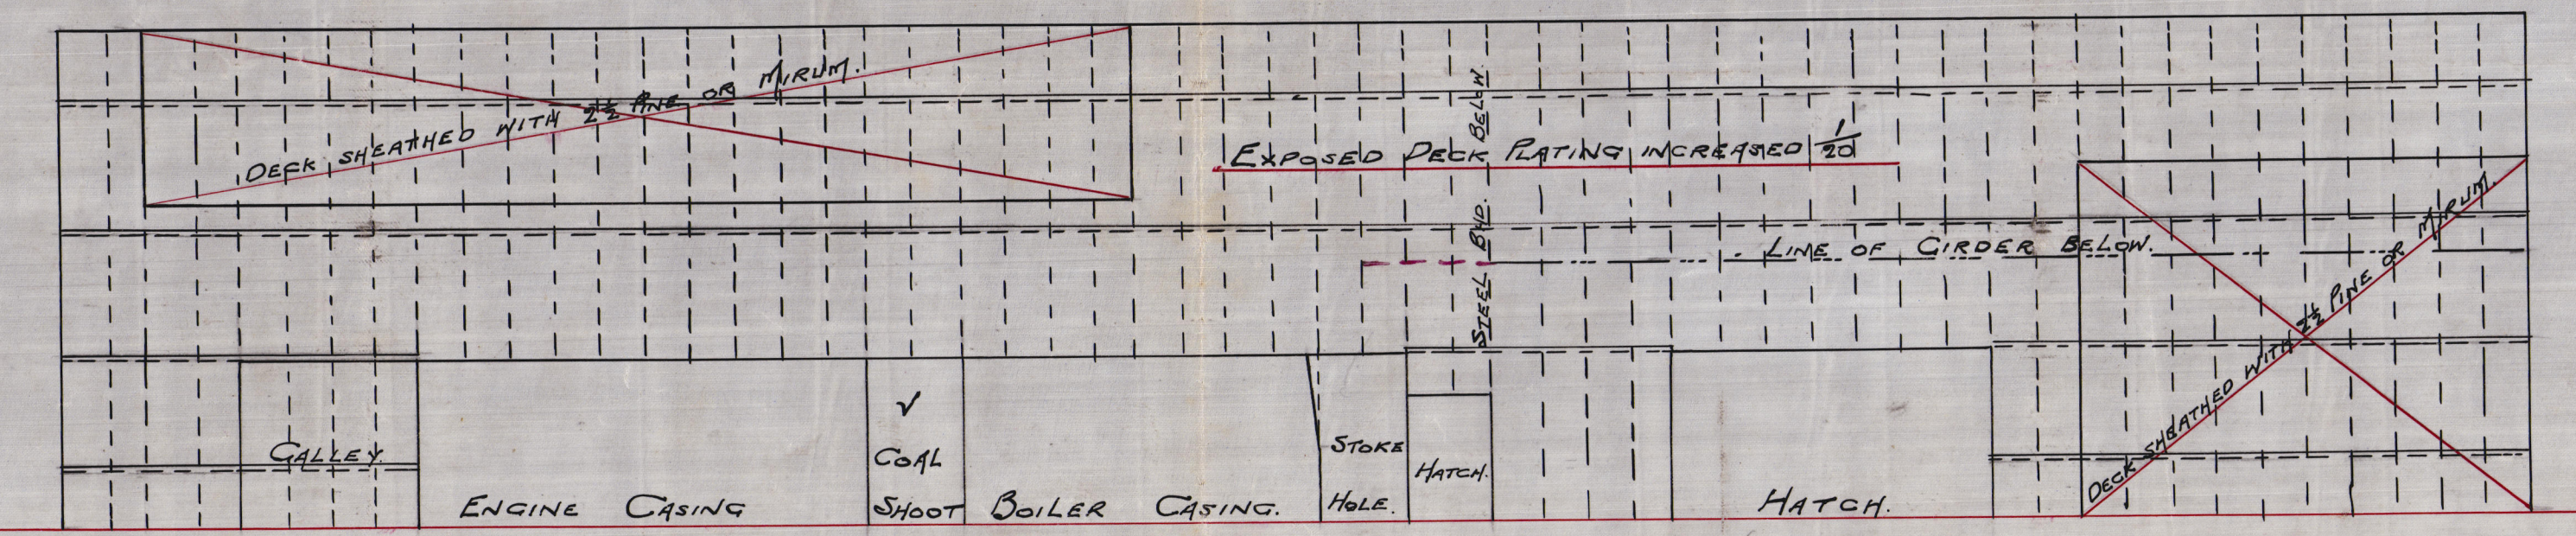 DECK SHEATHED WITH 2½ PINE OR MIRUM.
EXPOSED DECK PLATING INCREASED 1/20
STEEL BHD. BELOW.
LINE OF GIRDER BELOW.
DECK SHEATHED WITH 2½ PINE OR MIRUM.
GALLEY.
ENGINE CASING
√
COAL
SHOOT
BOILER CASING.
STOKE
HOLE.
HATCH.
HATCH.